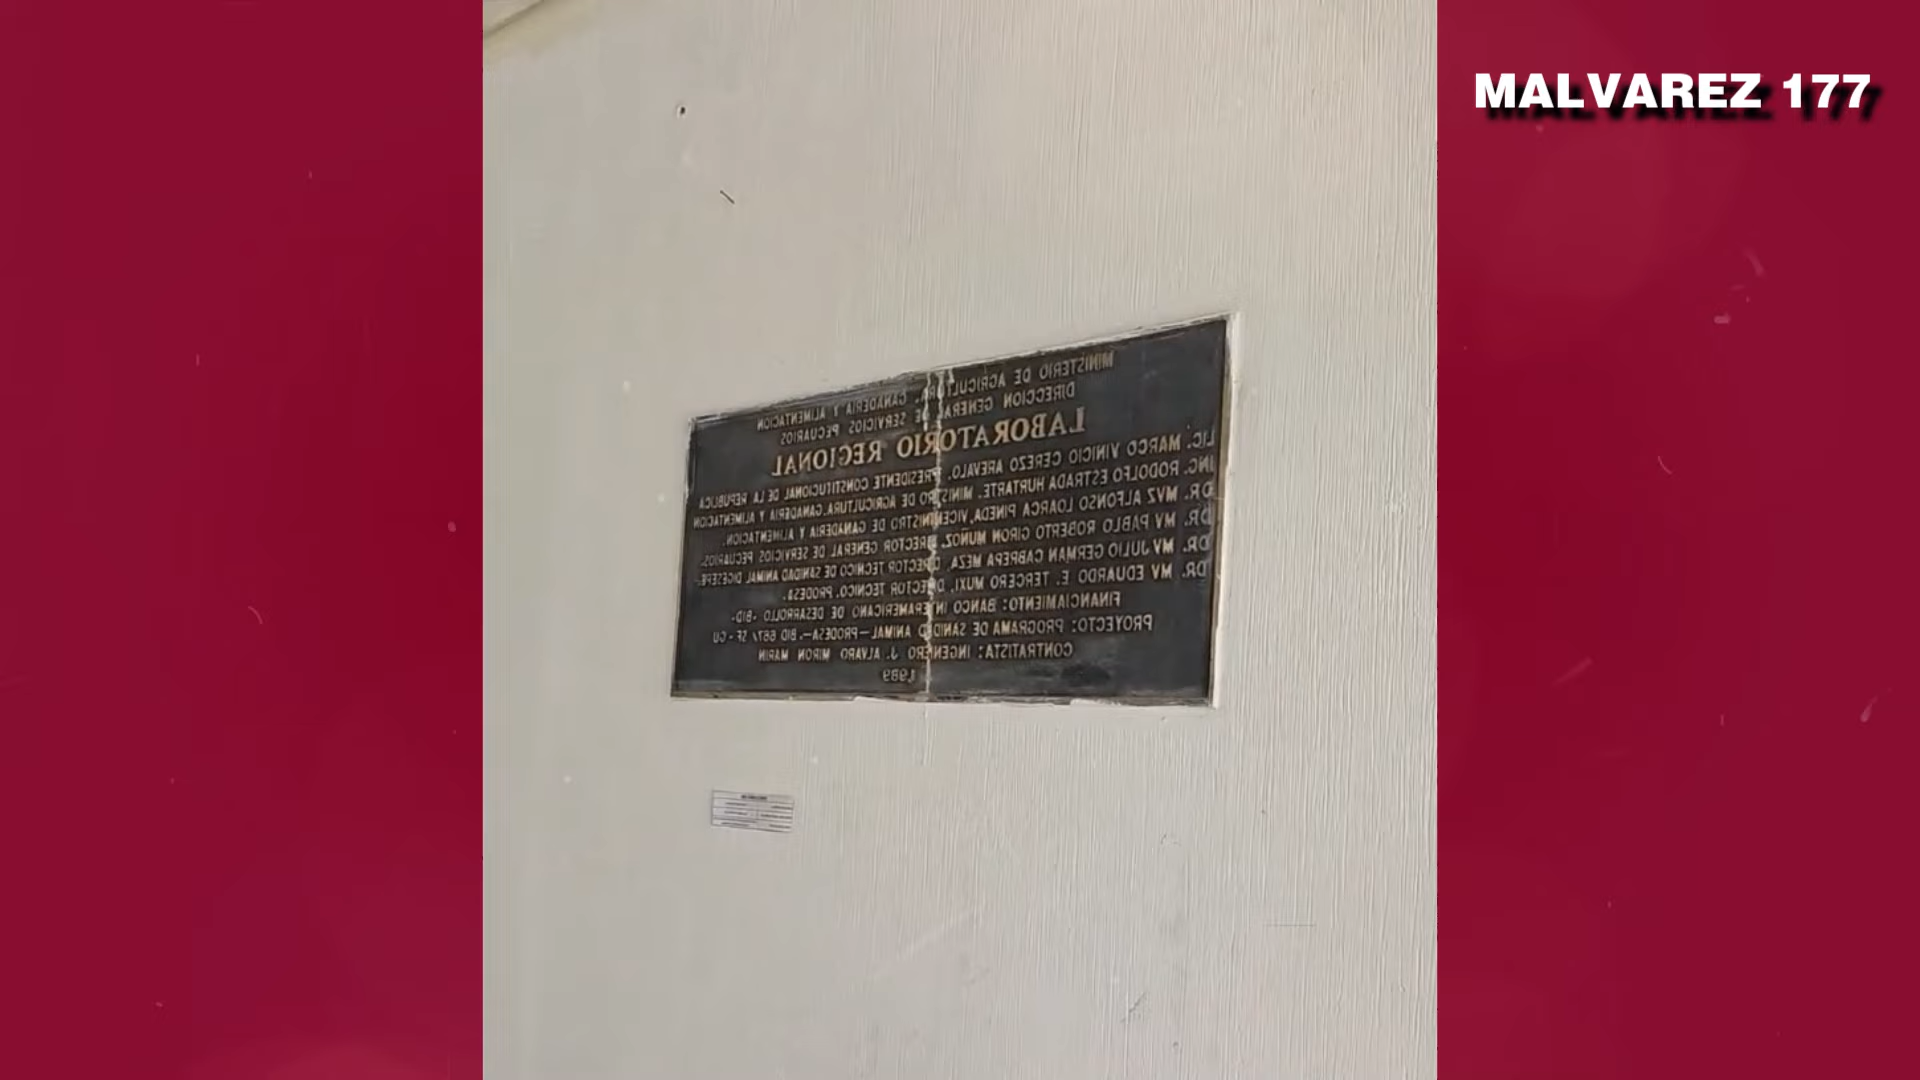 MALVAREZ 177
MINISTERIO DE AGRICULTURA, GANADERIA Y ALIMENTACION
DIRECCION GENERAL DE SERVICIOS PECUARIOS
LABORATORIO REGIONAL
LIC. MARCO VINICIO CEREZO AREVALO, PRESIDENTE CONSTITUCIONAL DE LA REPUBLICA
ING. RODOLFO ESTRADA HURTARTE. MINISTRO DE AGRICULTURA, GANADERIA Y ALIMENTACION
DR. MVZ ALFONSO LOARCA PINEDA, VICEMINISTRO DE GANADERIA Y ALIMENTACION.
DR. MV PABLO ROBERTO GIRON MUÑOZ. DIRECTOR GENERAL DE SERVICIOS PECUARIOS.
DR. MV JULIO GERMAN CABRERA MEZA, DIRECTOR TECNICO DE SANIDAD ANIMAL DIGESEPE.
DR. MV EDUARDO E. TERCERO MUXI, DIRECTOR TECNICO, PRODESA.
FINANCIAMIENTO: BANCO INTERAMERICANO DE DESARROLLO -BID-
PROYECTO: PROGRAMA DE SANIDAD ANIMAL-PRODESA-. BID 667/ SF-GU
CONTRATISTA: INGENIERO J. ALVARO MIRON MARIN
1,989